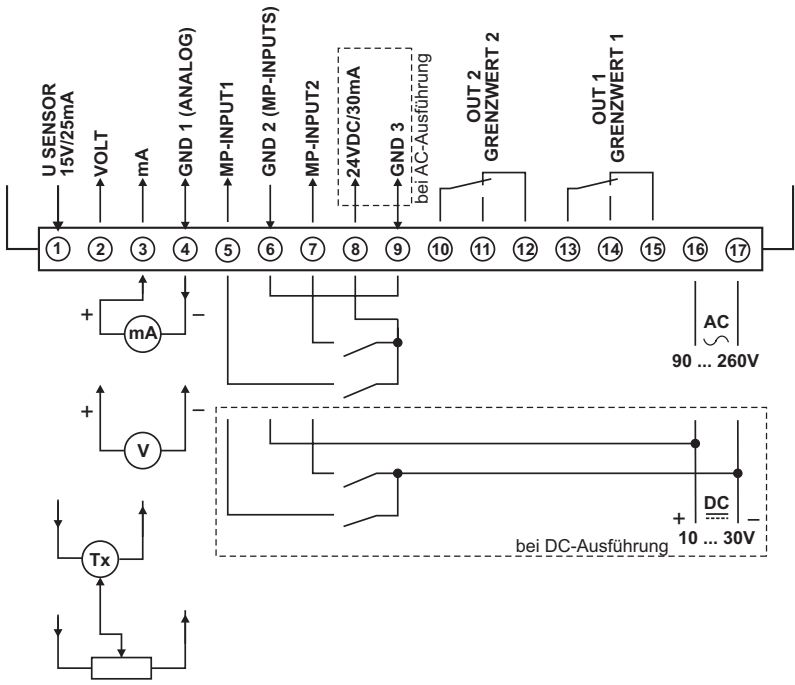 U SENSOR
15V/25mA
VOLT
mA
GND 1 (ANALOG)
MP-INPUT1
GND 2 (MP-INPUTS)
MP-INPUT2
24VDC/30mA
GND 3
bei AC-Ausführung
OUT 2
GRENZWERT 2
OUT 1
GRENZWERT 1
1 2 3 4 5 6 7 8 9 10 11 12 13 14 15 16 17
+ mA –
AC
90 ... 260V
+ V –
+ DC –
10 ... 30V
bei DC-Ausführung
Tx